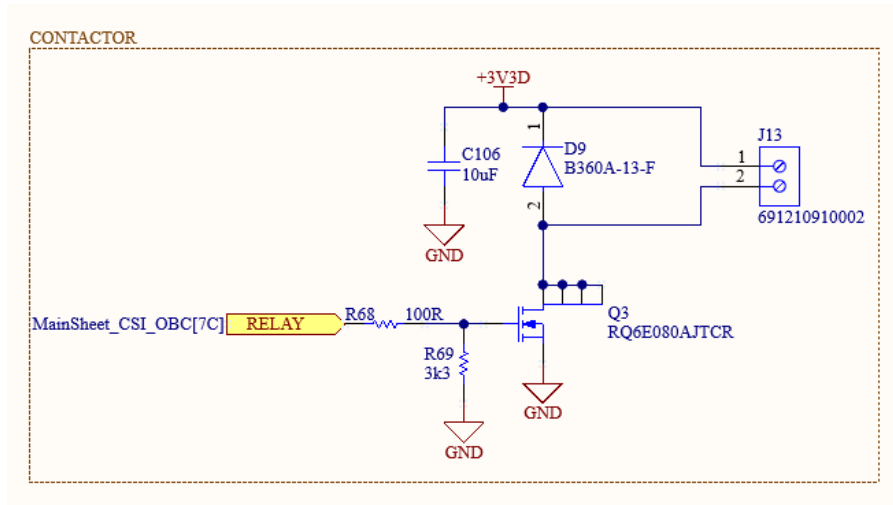 CONTACTOR
+3V3D
J13
1
D9
C106
B360A-13-F
1
10uF
2
2
691210910002
GND
Q3
MainSheet_CSI_OBC[7C]
RELAY
R68
100R
RQ6E080AJTCR
R69
3k3
GND
GND